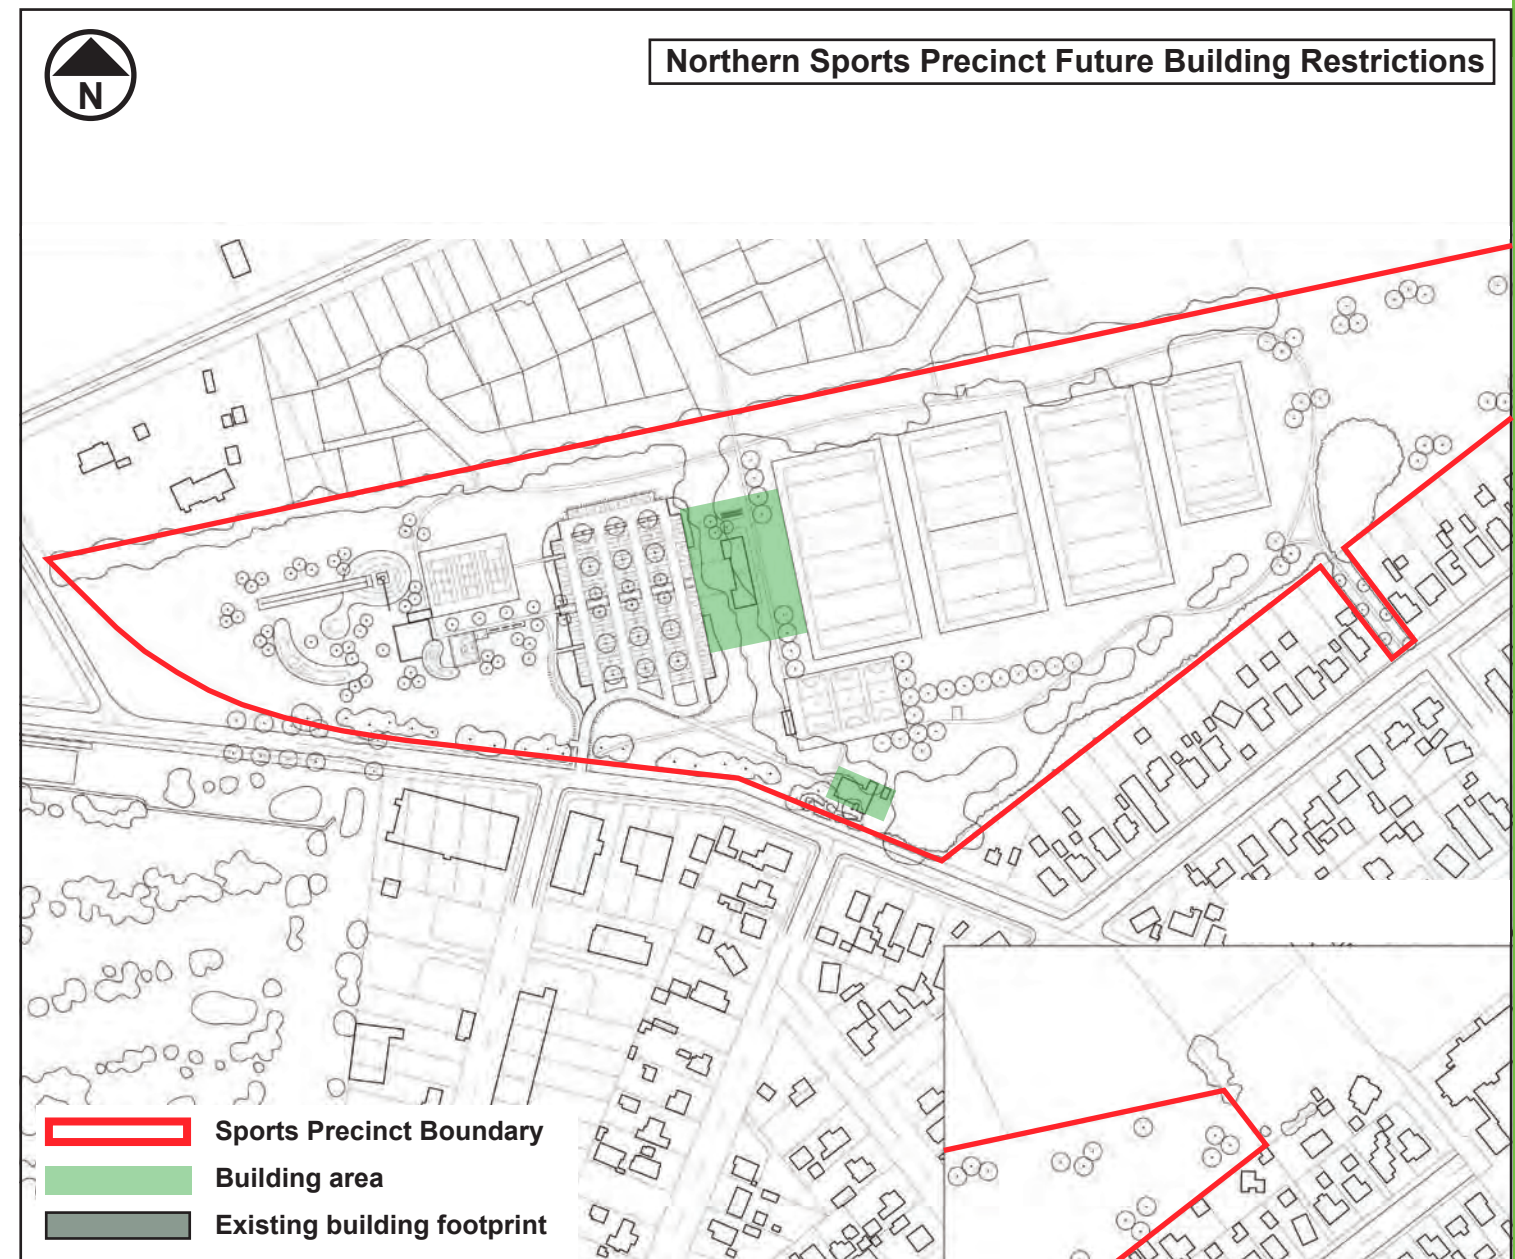 N
Northern Sports Precinct Future Building Restrictions
Sports Precinct Boundary
Building area
Existing building footprint